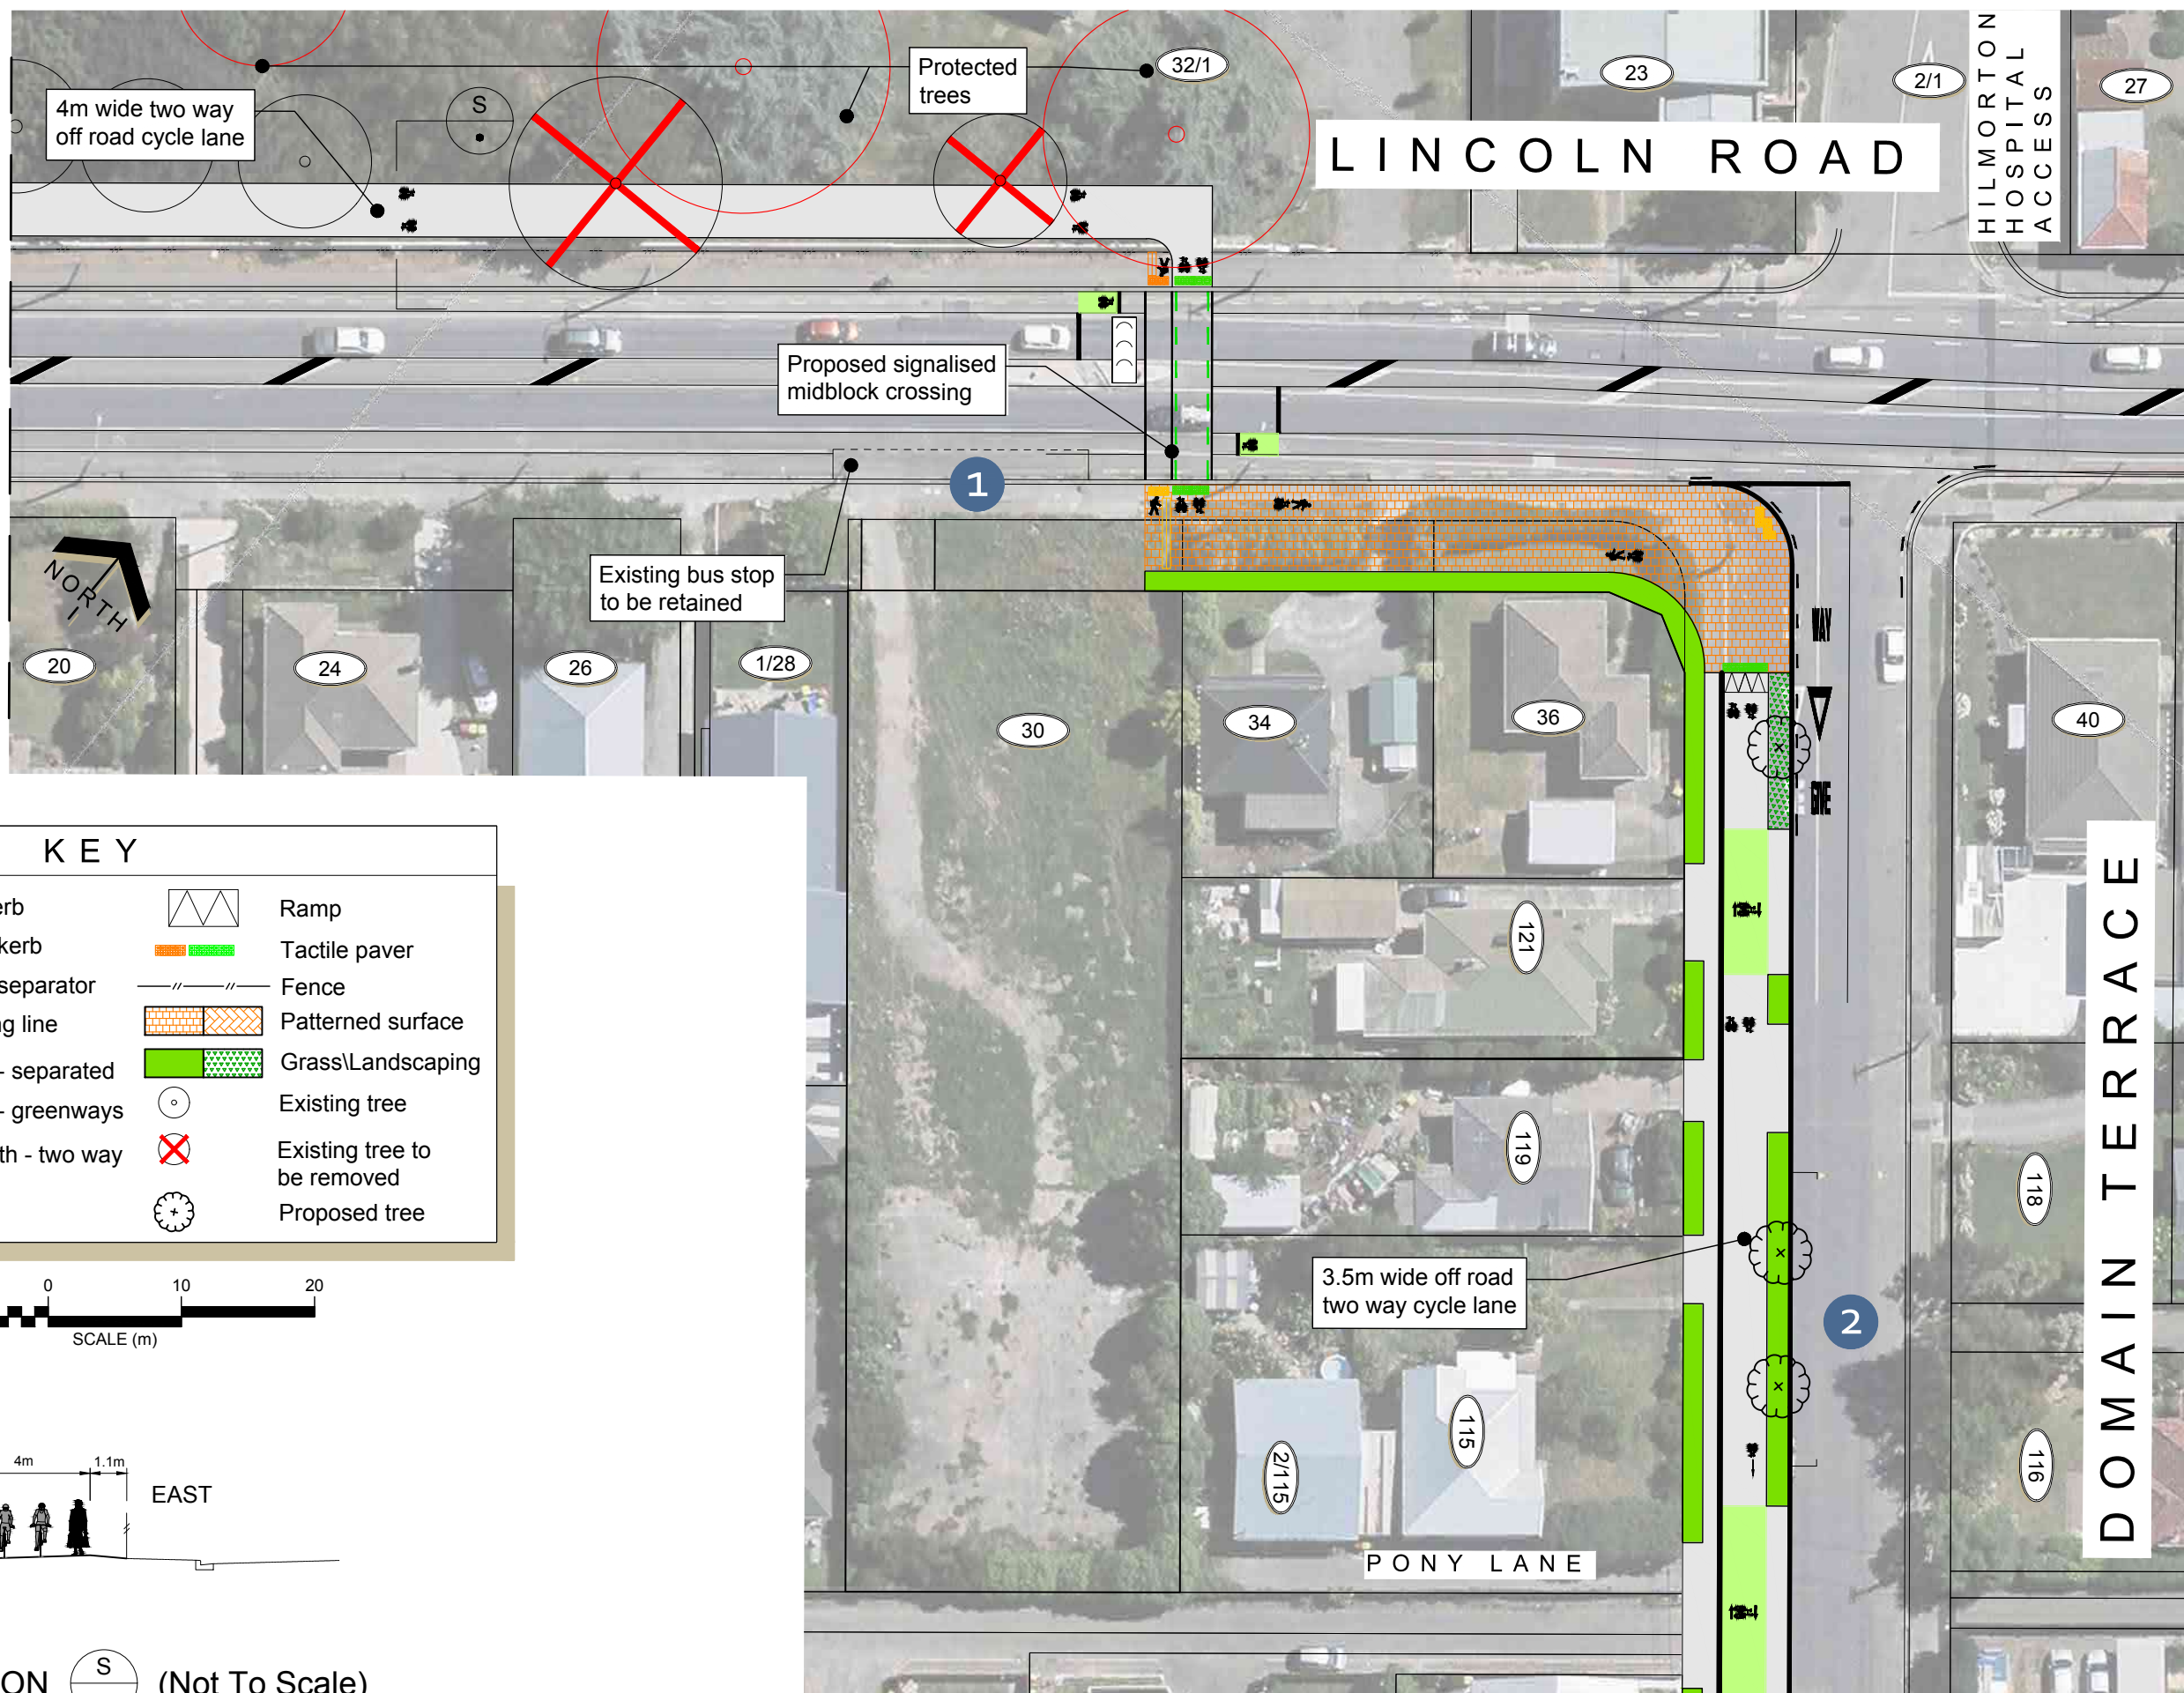 Protected
trees
32/1
23
2/1
HILMORTON
HOSPITAL
ACCESS
27
4m wide two way
off road cycle lane
S
LINCOLN ROAD
Proposed signalised
midblock crossing
1
Existing bus stop
to be retained
NORTH
20
24
26
1/28
30
34
36
40
WAY
GIVE
KEY
erb
Ramp
kerb
Tactile paver
separator
Fence
ng line
Patterned surface
- separated
Grass\Landscaping
- greenways
Existing tree
th - two way
Existing tree to
be removed
Proposed tree
121
119
118
DOMAIN TERRACE
0 10 20
SCALE (m)
3.5m wide off road
two way cycle lane
2
115
2/115
116
4m 1.1m
EAST
PONY LANE
ON S (Not To Scale)